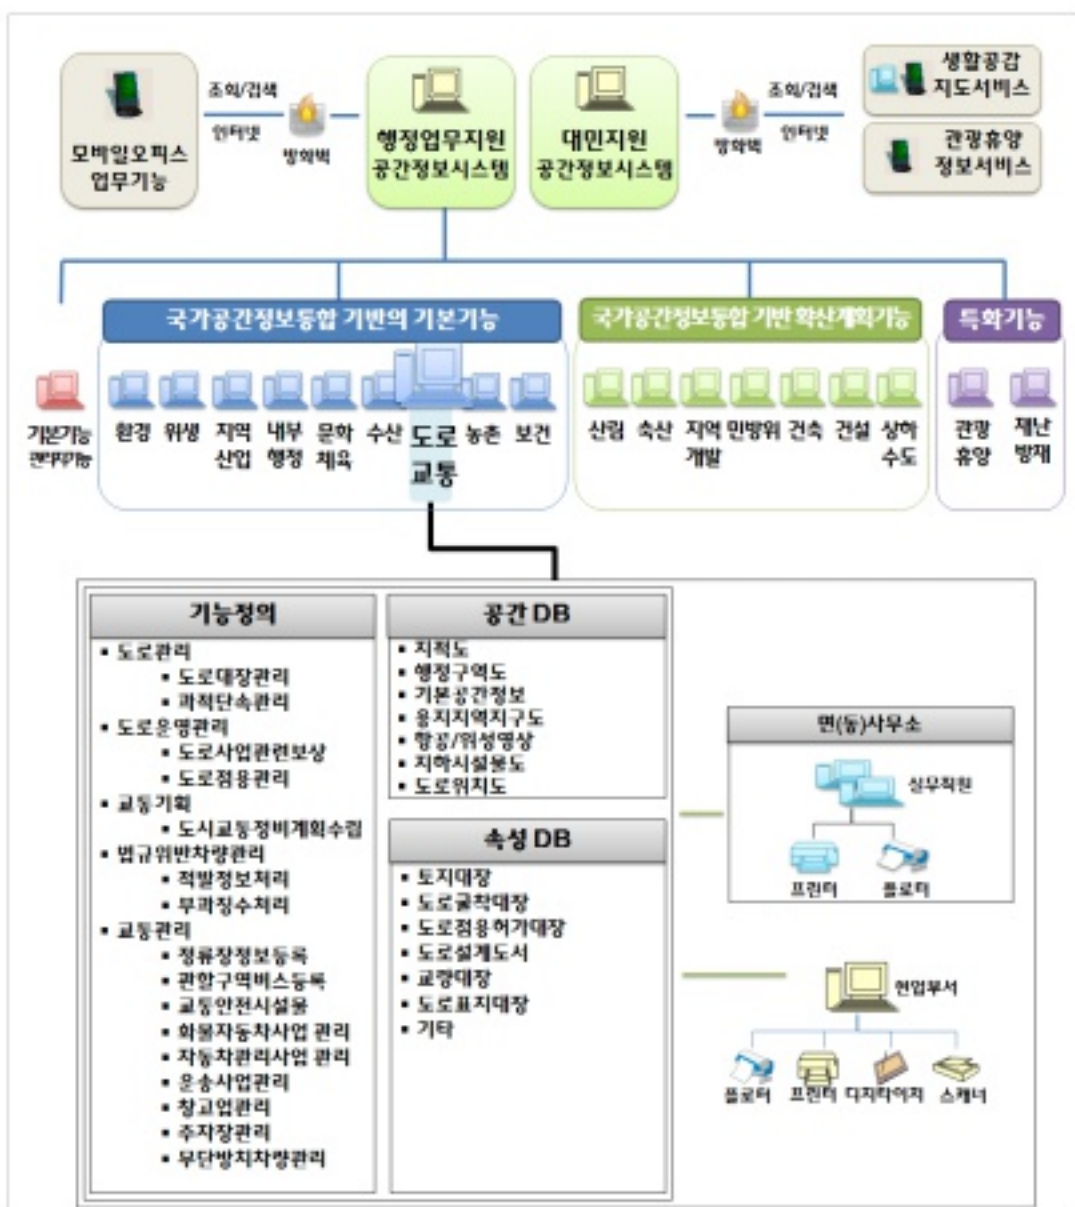 모바일오피스
업무기능
조회/검색
인터넷
방화벽
행정업무지원
공간정보시스템
대민지원
공간정보시스템
방화벽
조회/검색
인터넷
생활공감
지도서비스
관광휴양
정보서비스
국가공간정보통합 기반의 기본기능
국가공간정보통합 기반 확산계획기능
특화기능
기본기능
관리자기능
환경
위생
지역
산업
내부
행정
문화
체육
수산
도로
교통
농촌
보건
산림
축산
지역
개발
민방위
건축
건설
상하
수도
관광
휴양
재난
방재
기능정의
▪ 도로관리
▪ 도로대장관리
▪ 과적단속관리
▪ 도로운영관리
▪ 도로사업관련보상
▪ 도로점용관리
▪ 교통기획
▪ 도시교통정비계획수립
▪ 법규위반차량관리
▪ 적발정보처리
▪ 부과징수처리
▪ 교통관리
▪ 정류장정보등록
▪ 관할구역버스등록
▪ 교통안전시설물
▪ 화물자동차사업 관리
▪ 자동차관리사업 관리
▪ 운송사업관리
▪ 창고업관리
▪ 주차장관리
▪ 무단방치차량관리
공간 DB
▪ 지적도
▪ 행정구역도
▪ 기본공간정보
▪ 용지지역지구도
▪ 항공/위성영상
▪ 지하시설물도
▪ 도로위치도
속성 DB
▪ 토지대장
▪ 도로굴착대장
▪ 도로점용허가대장
▪ 도로설계도서
▪ 교량대장
▪ 도로표지대장
▪ 기타
면(동)사무소
실무직원
프린터
플로터
현업부서
플로터
프린터
디지타이저
스캐너